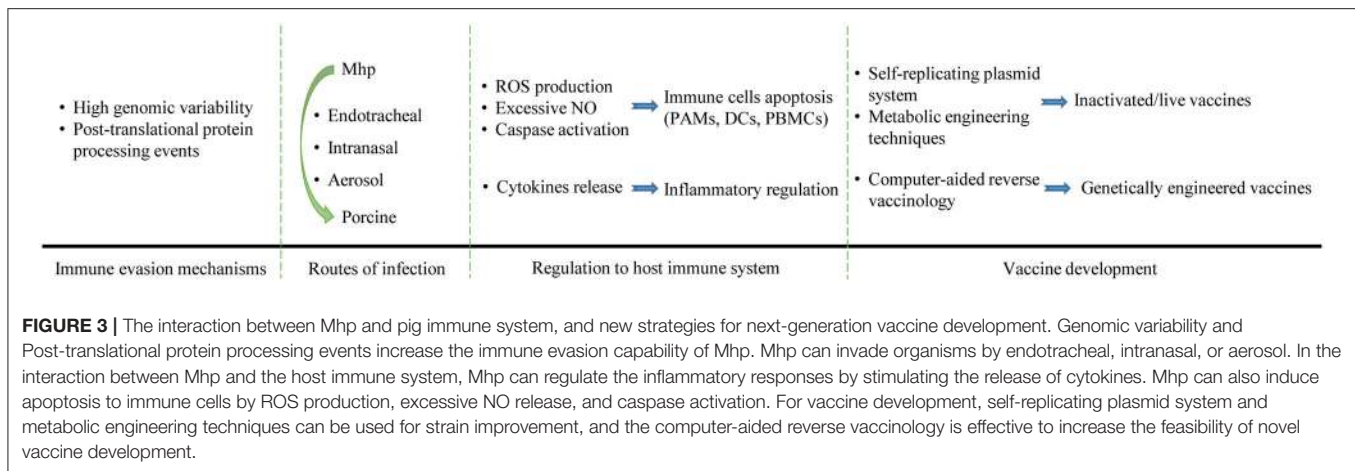 • High genomic variability
• Post-translational protein
processing events
Mhp
• Endotracheal
• Intranasal
• Aerosol
Porcine
• ROS production
• Excessive NO
• Caspase activation
Immune cells apoptosis
(PAMs, DCs, PBMCs)
• Cytokines release
Inflammatory regulation
• Self-replicating plasmid
system
• Metabolic engineering
techniques
Inactivated/live vaccines
• Computer-aided reverse
vaccinology
Genetically engineered vaccines
Immune evasion mechanisms
Routes of infection
Regulation to host immune system
Vaccine development
FIGURE 3 | The interaction between Mhp and pig immune system, and new strategies for next-generation vaccine development. Genomic variability and
Post-translational protein processing events increase the immune evasion capability of Mhp. Mhp can invade organisms by endotracheal, intranasal, or aerosol. In the
interaction between Mhp and the host immune system, Mhp can regulate the inflammatory responses by stimulating the release of cytokines. Mhp can also induce
apoptosis to immune cells by ROS production, excessive NO release, and caspase activation. For vaccine development, self-replicating plasmid system and
metabolic engineering techniques can be used for strain improvement, and the computer-aided reverse vaccinology is effective to increase the feasibility of novel
vaccine development.